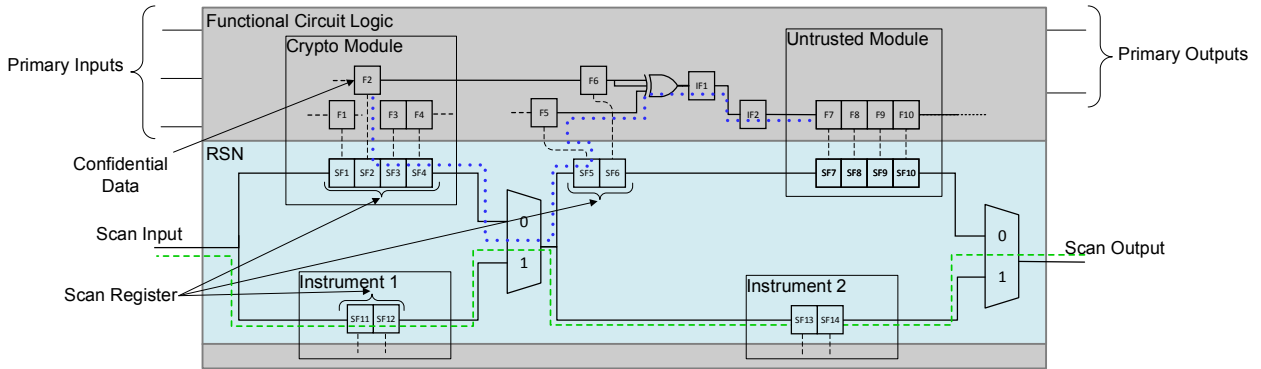 Functional Circuit Logic
Crypto Module
Untrusted Module
Primary Inputs
Primary Outputs
F2
F6
IF1
F1
F3
F4
F5
IF2
F7
F8
F9
F10
Confidential
Data
RSN
SF1
SF2
SF3
SF4
SF5
SF6
SF7
SF8
SF9
SF10
0
1
0
1
Scan Input
Scan Output
Scan Register
Instrument 1
Instrument 2
SF11
SF12
SF13
SF14